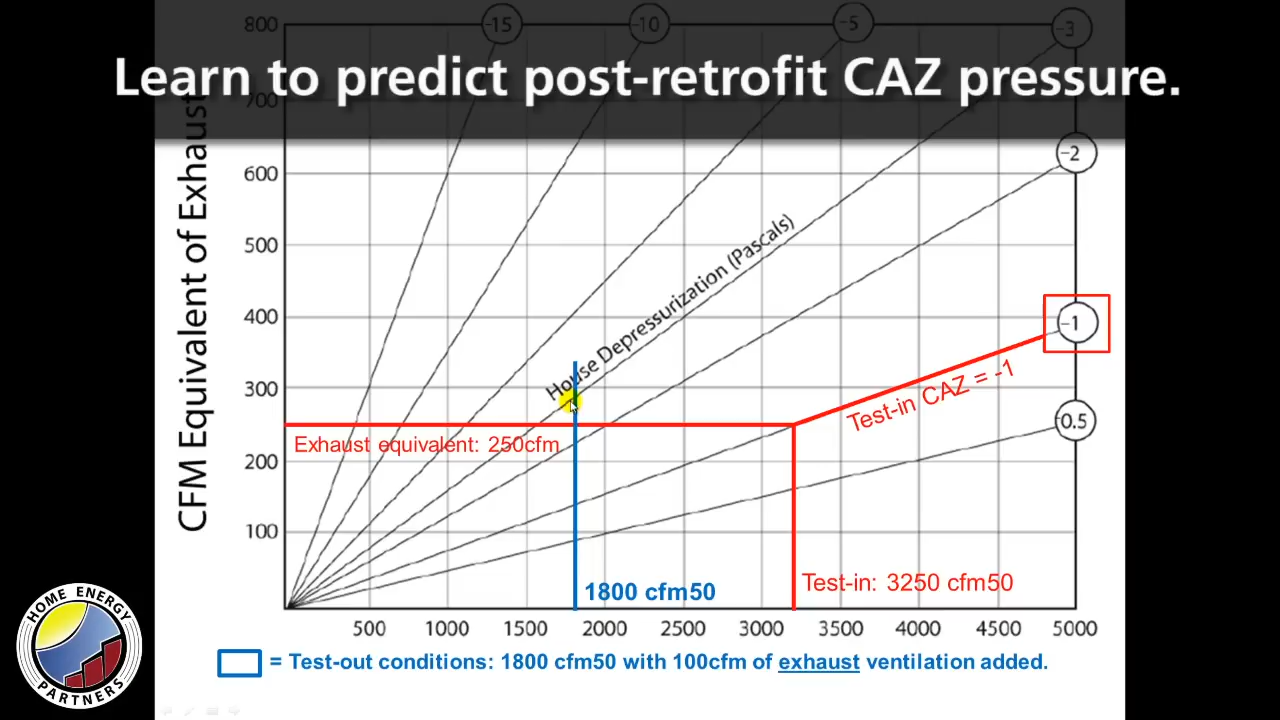 800
-15
-10
-5
-3
Learn to predict post-retrofit CAZ pressure.
700
CFM Equivalent of Exhaust
600
-2
500
House Depressurization (Pascals)
400
-1
300
Test-in CAZ = -1
Exhaust equivalent: 250cfm
-0.5
200
100
1800 cfm50
Test-in: 3250 cfm50
500 1000 1500 2000 2500 3000 3500 4000 4500 5000
= Test-out conditions: 1800 cfm50 with 100cfm of exhaust ventilation added.
HOME ENERGY
PARTNERS